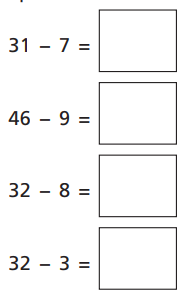 31 – 7 =
46 – 9 =
32 – 8 =
32 – 3 =